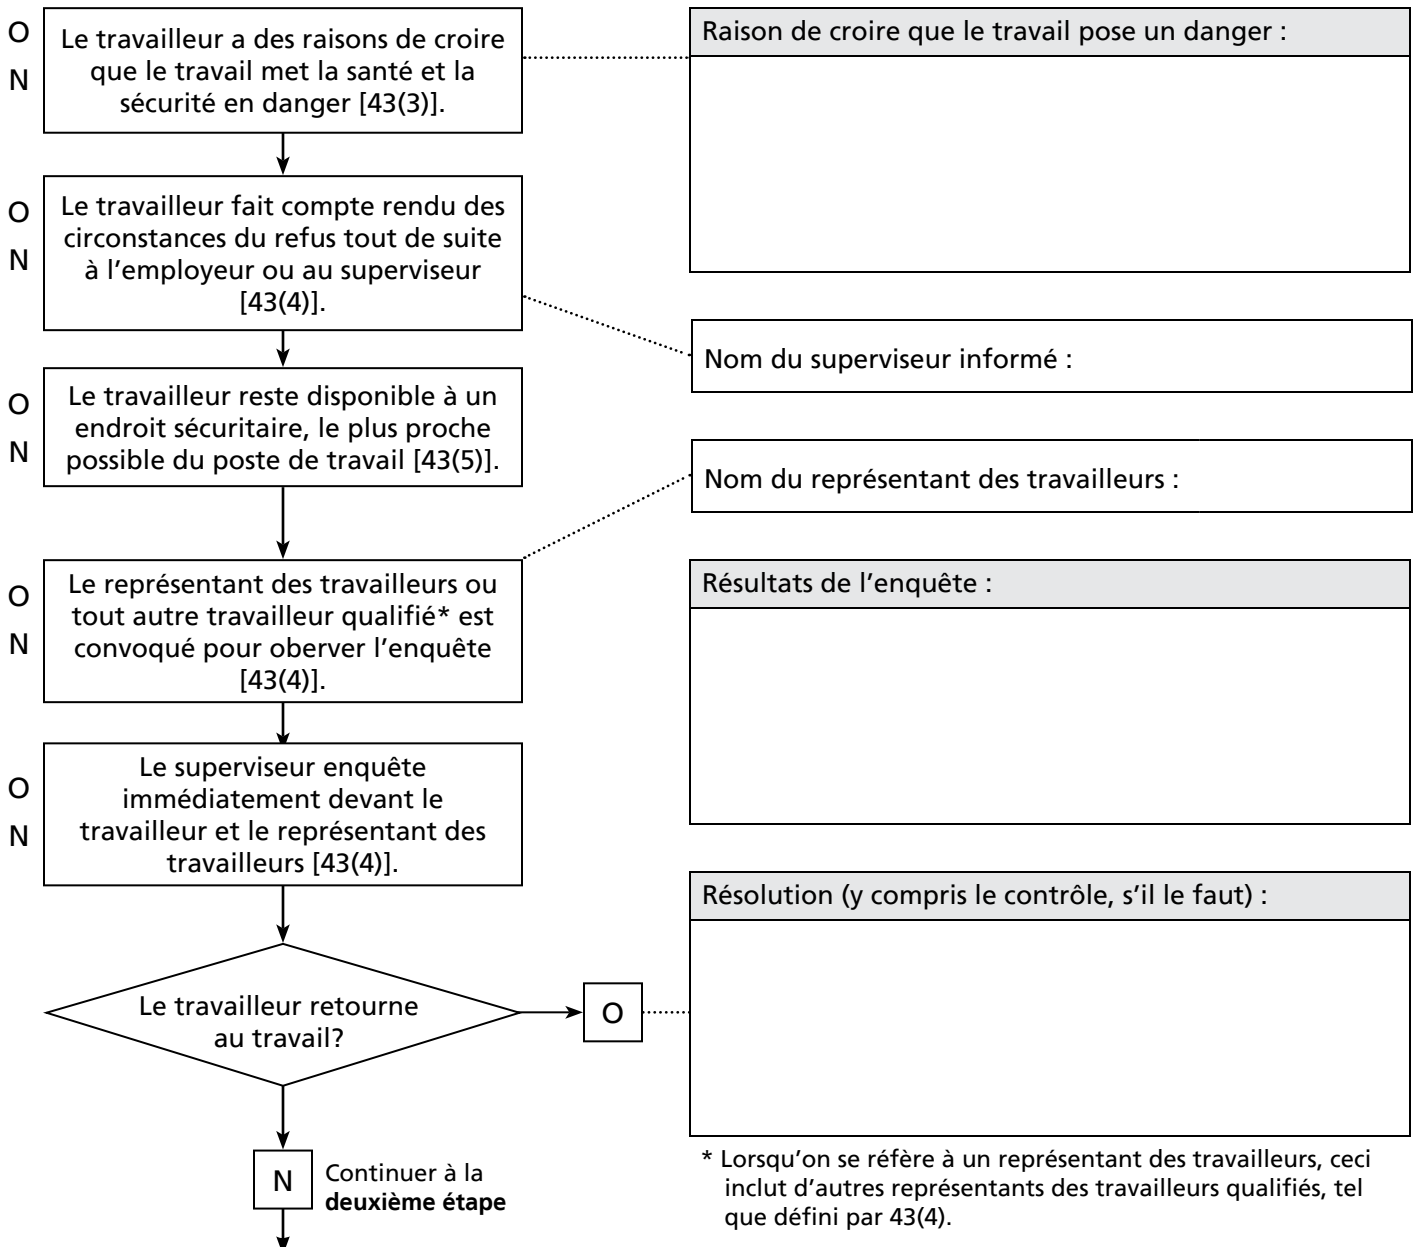 O
N
Le travailleur a des raisons de croire
que le travail met la santé et la
sécurité en danger [43(3)].
Raison de croire que le travail pose un danger :
O
N
Le travailleur fait compte rendu des
circonstances du refus tout de suite
à l’employeur ou au superviseur
[43(4)].
Nom du superviseur informé :
O
N
Le travailleur reste disponible à un
endroit sécuritaire, le plus proche
possible du poste de travail [43(5)].
Nom du représentant des travailleurs :
O
N
Le représentant des travailleurs ou
tout autre travailleur qualifié* est
convoqué pour oberver l’enquête
[43(4)].
Résultats de l’enquête :
O
N
Le superviseur enquête
immédiatement devant le
travailleur et le représentant des
travailleurs [43(4)].
Résolution (y compris le contrôle, s’il le faut) :
Le travailleur retourne
au travail?
O
N
Continuer à la
deuxième étape
* Lorsqu’on se réfère à un représentant des travailleurs, ceci
inclut d’autres représentants des travailleurs qualifiés, tel
que défini par 43(4).